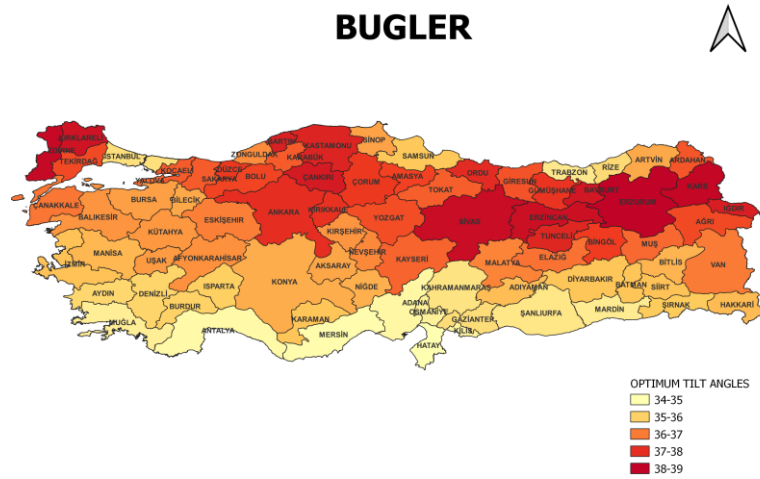 BUGLER
KIRKLARELİ
EDİRNE
TEKİRDAĞ
İSTANBUL
KOCAELİ
YALOVA
SAKARYA
DÜZCE
ZONGULDAK
BARTIN
KARABÜK
KASTAMONU
SİNOP
SAMSUN
BOLU
ÇANKIRI
ÇORUM
AMASYA
ORDU
TOKAT
GİRESUN
TRABZON
RİZE
ARTVİN
ARDAHAN
GÜMÜŞHANE
BAYBURT
ERZURUM
KARS
IĞDIR
AĞRI
ÇANAKKALE
BALIKESİR
BURSA
BİLECİK
ESKİŞEHİR
KÜTAHYA
ANKARA
KIRIKKALE
YOZGAT
SİVAS
ERZİNCAN
TUNCELİ
BİNGÖL
MUŞ
KIRŞEHİR
NEVŞEHİR
KAYSERİ
MALATYA
ELAZIĞ
BİTLİS
VAN
İZMİR
MANİSA
UŞAK
AFYONKARAHİSAR
AKSARAY
KONYA
NİĞDE
KAHRAMANMARAŞ
ADIYAMAN
DİYARBAKIR
BATMAN
SİİRT
ŞIRNAK
HAKKARİ
AYDIN
DENİZLİ
ISPARTA
BURDUR
MUĞLA
ANTALYA
KARAMAN
MERSİN
ADANA
OSMANİYE
GAZİANTEP
KİLİS
HATAY
ŞANLIURFA
MARDİN
OPTIMUM TILT ANGLES
34-35
35-36
36-37
37-38
38-39